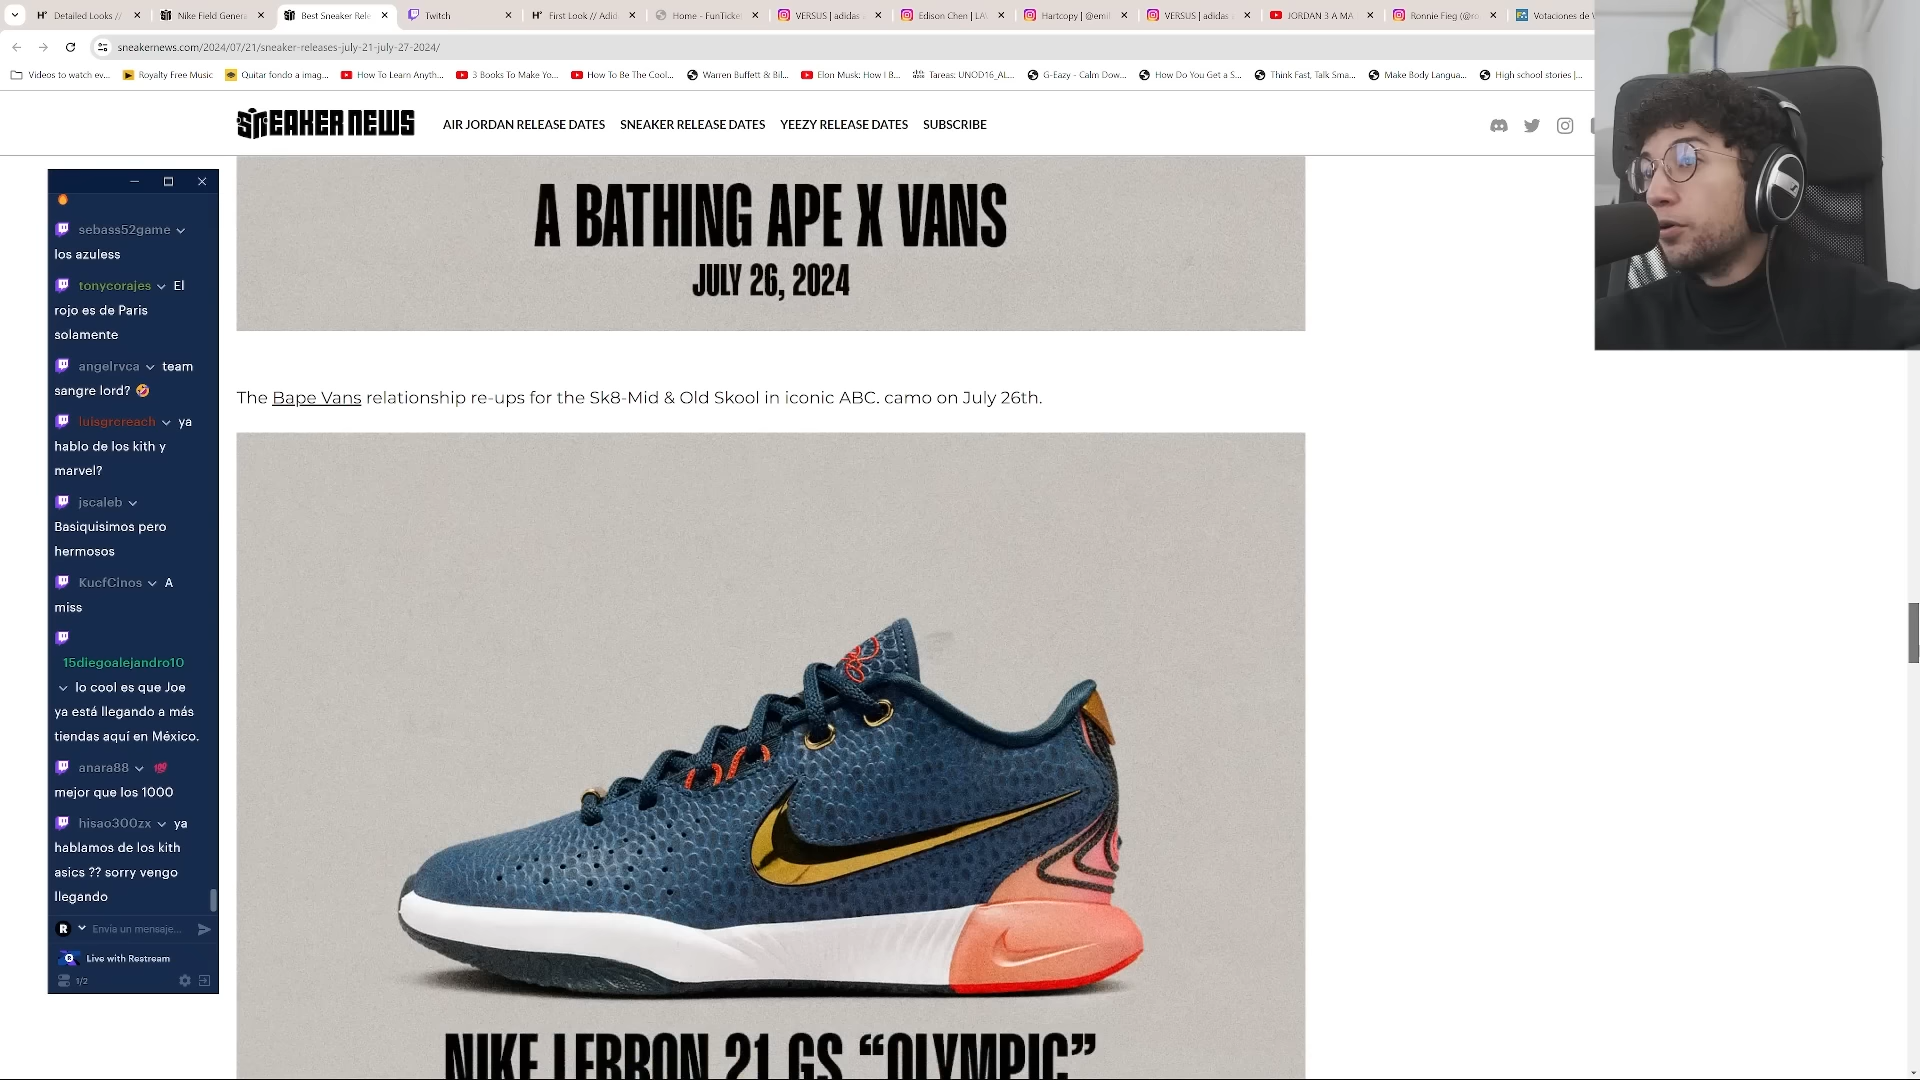 Detailed Looks //
Nike Field Genera
Best Sneaker Rele
Twitch
First Look // Adid
Home - FunTicke
VERSUS | adidas
Edison Chen | LA
Hartcopy | @emil
VERSUS | adidas
JORDAN 3 A MA
Ronnie Fieg (@ro
Votaciones de
sneakernews.com/2024/07/21/sneaker-releases-july-21-july-27-2024/
Videos to watch ev...
Royalty Free Music
Quitar fondo a imag...
How To Learn Anyth...
3 Books To Make Yo...
How To Be The Cool...
Warren Buffett & Bil...
Elon Musk: How I B...
Tareas: UNOD16_AL...
G-Eazy - Calm Dow...
How Do You Get a S...
Think Fast, Talk Sma...
Make Body Langua...
High school stories |...
SNEAKER NEWS
AIR JORDAN RELEASE DATES
SNEAKER RELEASE DATES
YEEZY RELEASE DATES
SUBSCRIBE
sebass52game
los azuless
tonycorajes El
rojo es de Paris
solamente
angelrvca team
sangre lord? 🤣
luisgrcreach ya
hablo de los kith y
marvel?
jscaleb
Basiquisimos pero
hermosos
KucfCinos A
miss
15diegoalejandro10
lo cool es que Joe
ya está llegando a más
tiendas aquí en México.
anara88 💯
mejor que los 1000
hisao300zx ya
hablamos de los kith
asics ?? sorry vengo
llegando
R Envía un mensaje...
Live with Restream
1/2
A BATHING APE X VANS
JULY 26, 2024
The Bape Vans relationship re-ups for the Sk8-Mid & Old Skool in iconic ABC. camo on July 26th.
NIKE LEBRON 21 GS “OLYMPIC”